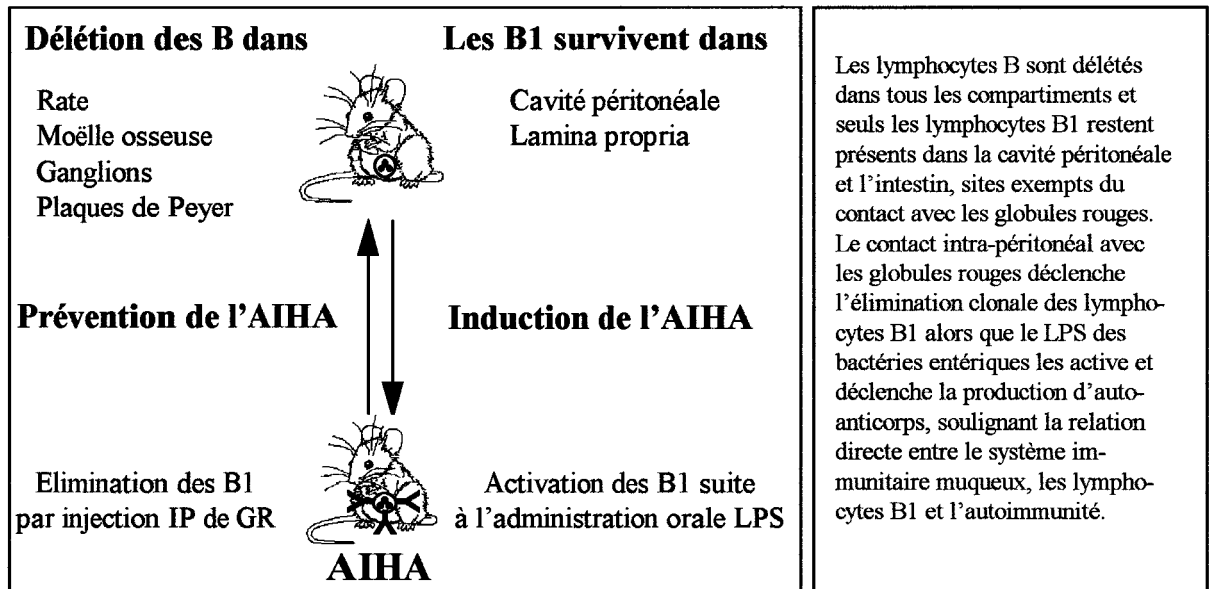 Délétion des B dans
Rate
Moëlle osseuse
Ganglions
Plaques de Peyer
Les B1 survivent dans
Cavité péritonéale
Lamina propria
Prévention de l'AIHA
Induction de l'AIHA
Elimination des B1
par injection IP de GR
Activation des B1 suite
à l'administration orale LPS
AIHA
Les lymphocytes B sont délétés
dans tous les compartiments et
seuls les lymphocytes B1 restent
présents dans la cavité péritonéale
et l'intestin, sites exempts du
contact avec les globules rouges.
Le contact intra-péritonéal avec
les globules rouges déclenche
l'élimination clonale des lympho-
cytes B1 alors que le LPS des
bactéries entériques les active et
déclenche la production d'auto-
anticorps, soulignant la relation
directe entre le système im-
munitaire muqueux, les lympho-
cytes B1 et l'autoimmunité.